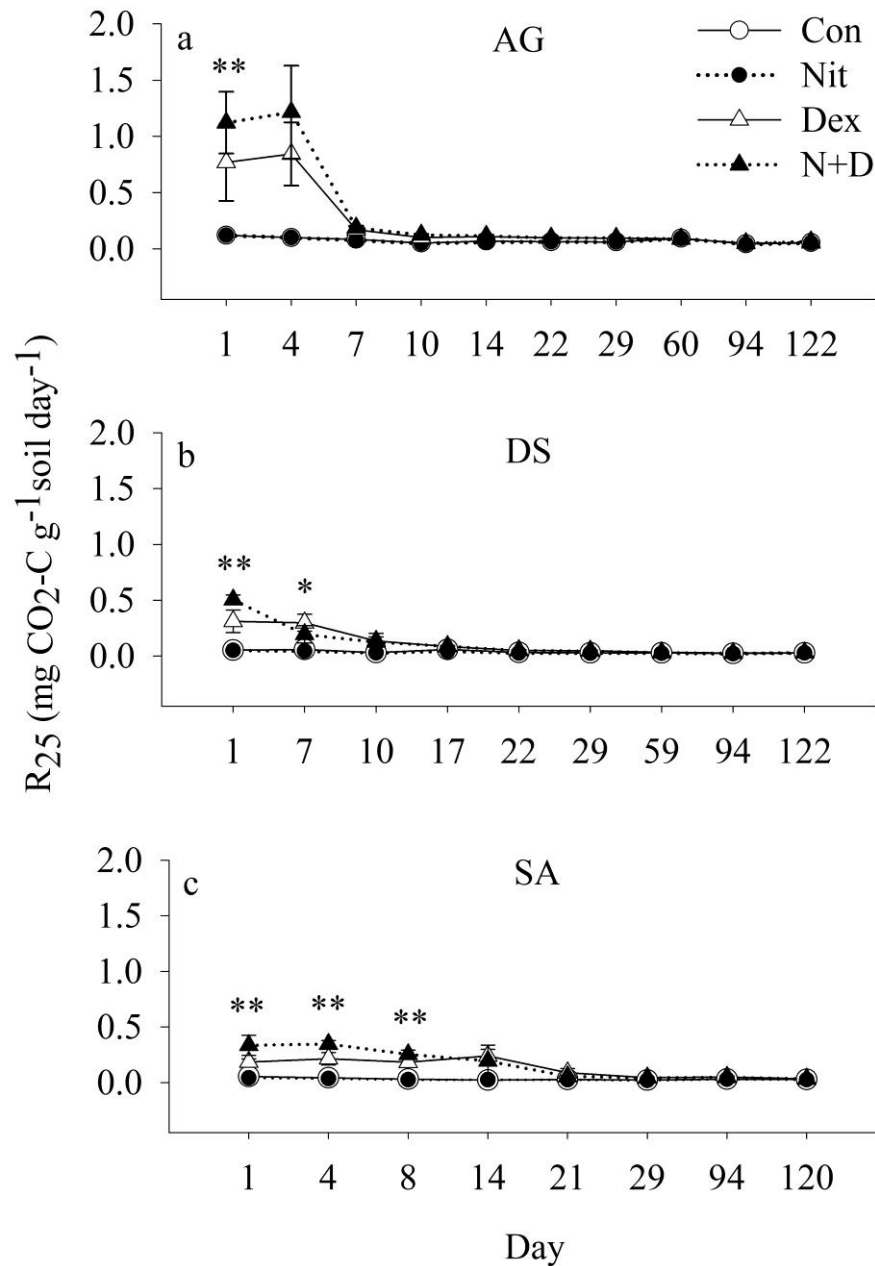 a
AG
**
Con
Nit
Dex
N+D
2.0
1.5
1.0
0.5
0.0
1 4 7 10 14 22 29 60 94 122
b
DS
**
*
2.0
1.5
1.0
0.5
0.0
1 7 10 17 22 29 59 94 122
R25 (mg CO2-C g-1 soil day-1)
c
SA
** ** **
2.0
1.5
1.0
0.5
0.0
1 4 8 14 21 29 94 120
Day